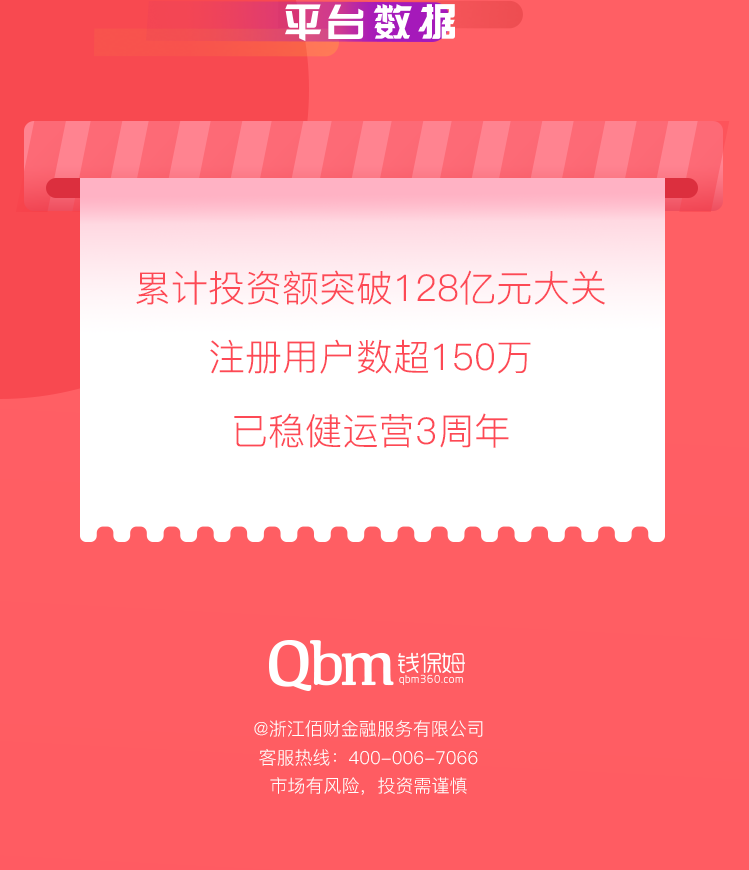 平台数据
累计投资额突破128亿元大关
注册用户数超150万
已稳健运营3周年
Qbm 钱保姆
qbm360.com
@浙江佰财金融服务有限公司
客服热线：400-006-7066
市场有风险，投资需谨慎